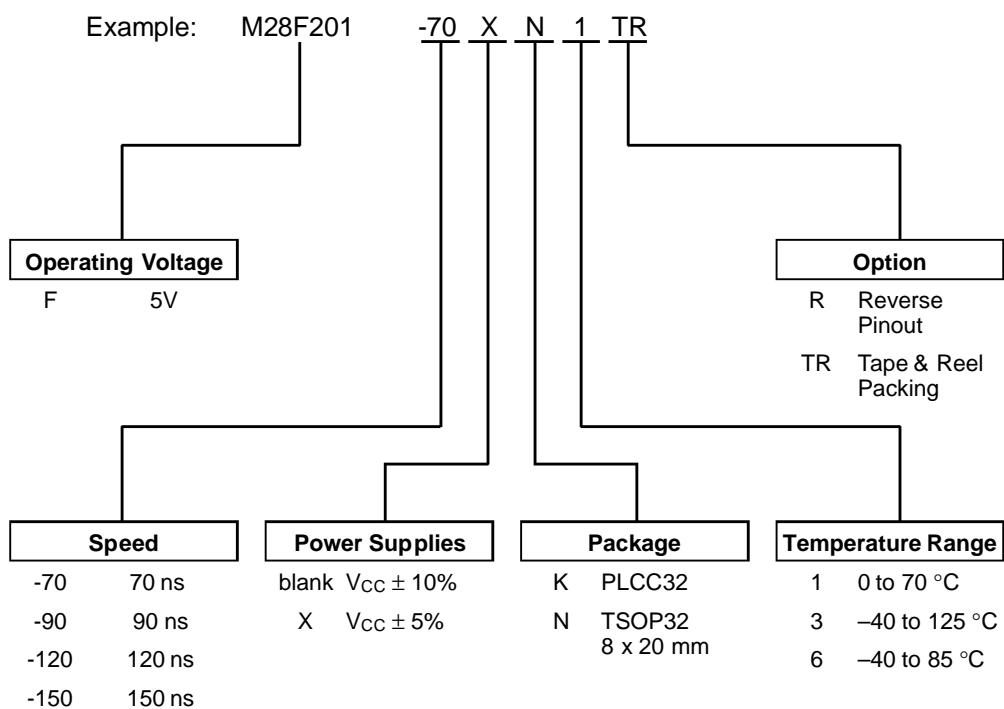 Example: M28F201 -70 X N 1 TR
Operating Voltage
F 5V
Option
R Reverse
Pinout
TR Tape & Reel
Packing
Speed
-70 70 ns
-90 90 ns
-120 120 ns
-150 150 ns
Power Supplies
blank VCC ± 10%
X VCC ± 5%
Package
K PLCC32
N TSOP32
8 x 20 mm
Temperature Range
1 0 to 70 °C
3 –40 to 125 °C
6 –40 to 85 °C